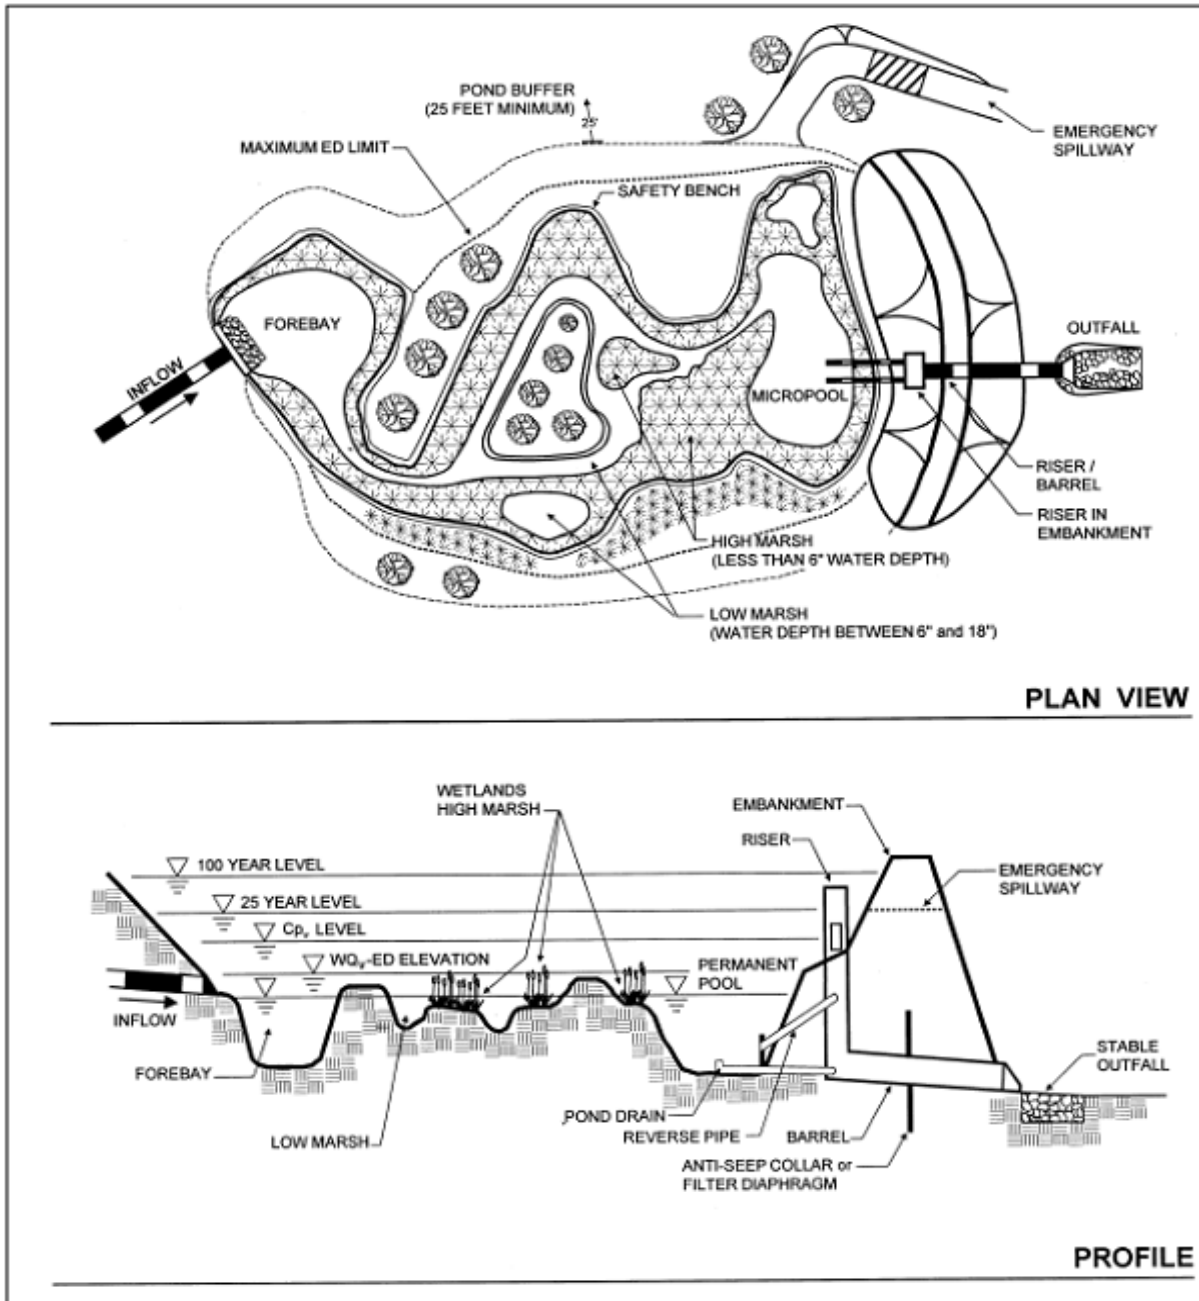 POND BUFFER
(25 FEET MINIMUM)
25'
MAXIMUM ED LIMIT
SAFETY BENCH
EMERGENCY
SPILLWAY
FOREBAY
INFLOW
OUTFALL
MICROPOOL
RISER /
BARREL
RISER IN
EMBANKMENT
HIGH MARSH
(LESS THAN 6" WATER DEPTH)
LOW MARSH
(WATER DEPTH BETWEEN 6" and 18")
PLAN VIEW
WETLANDS
HIGH MARSH
EMBANKMENT
RISER
100 YEAR LEVEL
EMERGENCY
SPILLWAY
25 YEAR LEVEL
Cpv LEVEL
WQv-ED ELEVATION
PERMANENT
POOL
INFLOW
FOREBAY
STABLE
OUTFALL
POND DRAIN
LOW MARSH
REVERSE PIPE
BARREL
ANTI-SEEP COLLAR or
FILTER DIAPHRAGM
PROFILE